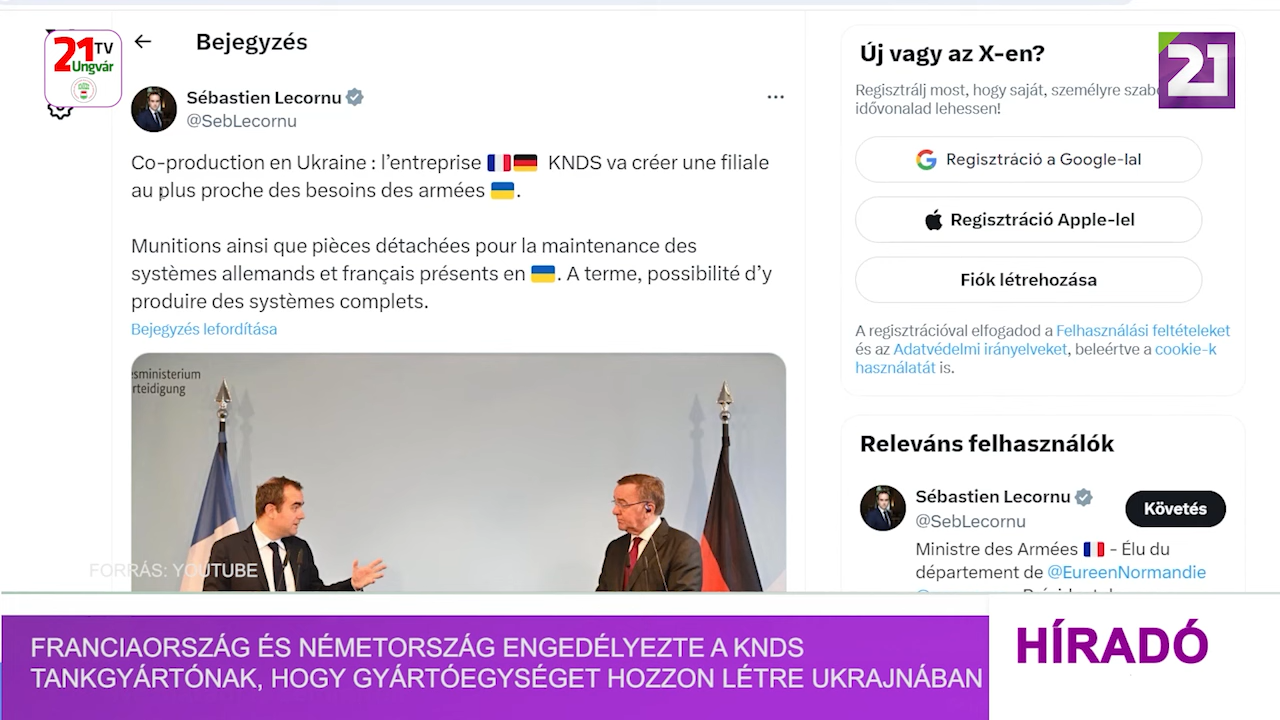 21 TV
Ungvár
Bejegyzés
Sébastien Lecornu
@SebLecornu
Co-production en Ukraine : l’entreprise 🇫🇷🇩🇪 KNDS va créer une filiale
au plus proche des besoins des armées 🇺🇦.
Munitions ainsi que pièces détachées pour la maintenance des
systèmes allemands et français présents en 🇺🇦. A terme, possibilité d’y
produire des systèmes complets.
Bejegyzés lefordítása
esministerium
rteidigung
FORRÁS: YOUTUBE
21
Új vagy az X-en?
Regisztrálj most, hogy saját, személyre szabo
idővonalad lehessen!
Regisztráció a Google-lal
Regisztráció Apple-lel
Fiók létrehozása
A regisztrációval elfogadod a Felhasználási feltételeket
és az Adatvédelmi irányelveket, beleértve a cookie-k
használatát is.
Releváns felhasználók
Sébastien Lecornu
@SebLecornu
Követés
Ministre des Armées 🇫🇷 - Élu du
département de @EureenNormandie
FRANCIAORSZÁG ÉS NÉMETORSZÁG ENGEDÉLYEZTE A KNDS
TANKGYÁRTÓNAK, HOGY GYÁRTÓEGYSÉGET HOZZON LÉTRE UKRAJNÁBAN
HÍRADÓ